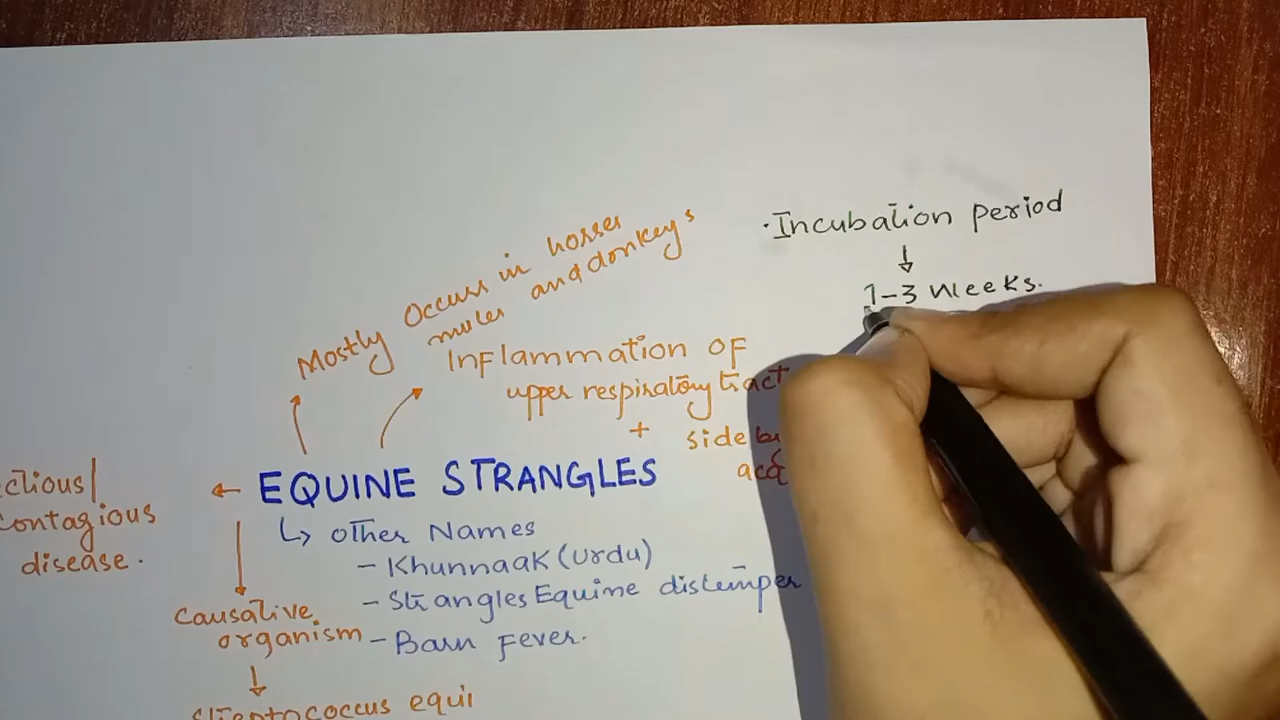 ·Incubation period
↓
1-3 weeks.
Mostly occurs in horses
mules and donkey's
Inflammation of
upper respiratory tract
+
side
EQUINE STRANGLES
←
contagious
disease.
↳ other Names
- Khunnaak (Urdu)
- Strangles Equine distemper
- Barn Fever.
Causative
organism
↓
Streptococcus equi